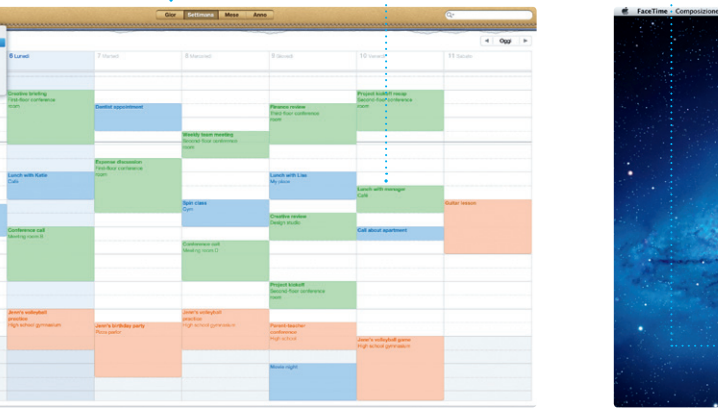 Gior Settimana Mese Anno
Oggi
6 Lunedì
7 Martedì
8 Mercoledì
9 Giovedì
10 Venerdì
11 Sabato
Creative briefing
First-floor conference
room
Lunch with Katie
Cafe
Conference call
Meeting room B
Jenn's volleyball
practice
High school gymnasium
Dentist appointment
Expense discussion
First-floor conference
room
Jenn's birthday party
Pizza parlor
Weekly team meeting
Second-floor conference
room
Spin class
Gym
Conference call
Meeting room D
Jenn's volleyball
practice
High school gymnasium
Finance review
Third-floor conference
room
Lunch with Lisa
My place
Creative review
Design studio
Project kickoff
Second-floor conference
room
Parent-teacher
conference
High school
Movie night
Project kickoff recap
Second-floor conference
room
Lunch with manager
Café
Call about apartment
Jenn's volleyball game
High school gymnasium
Guitar lesson
FaceTime Composizione